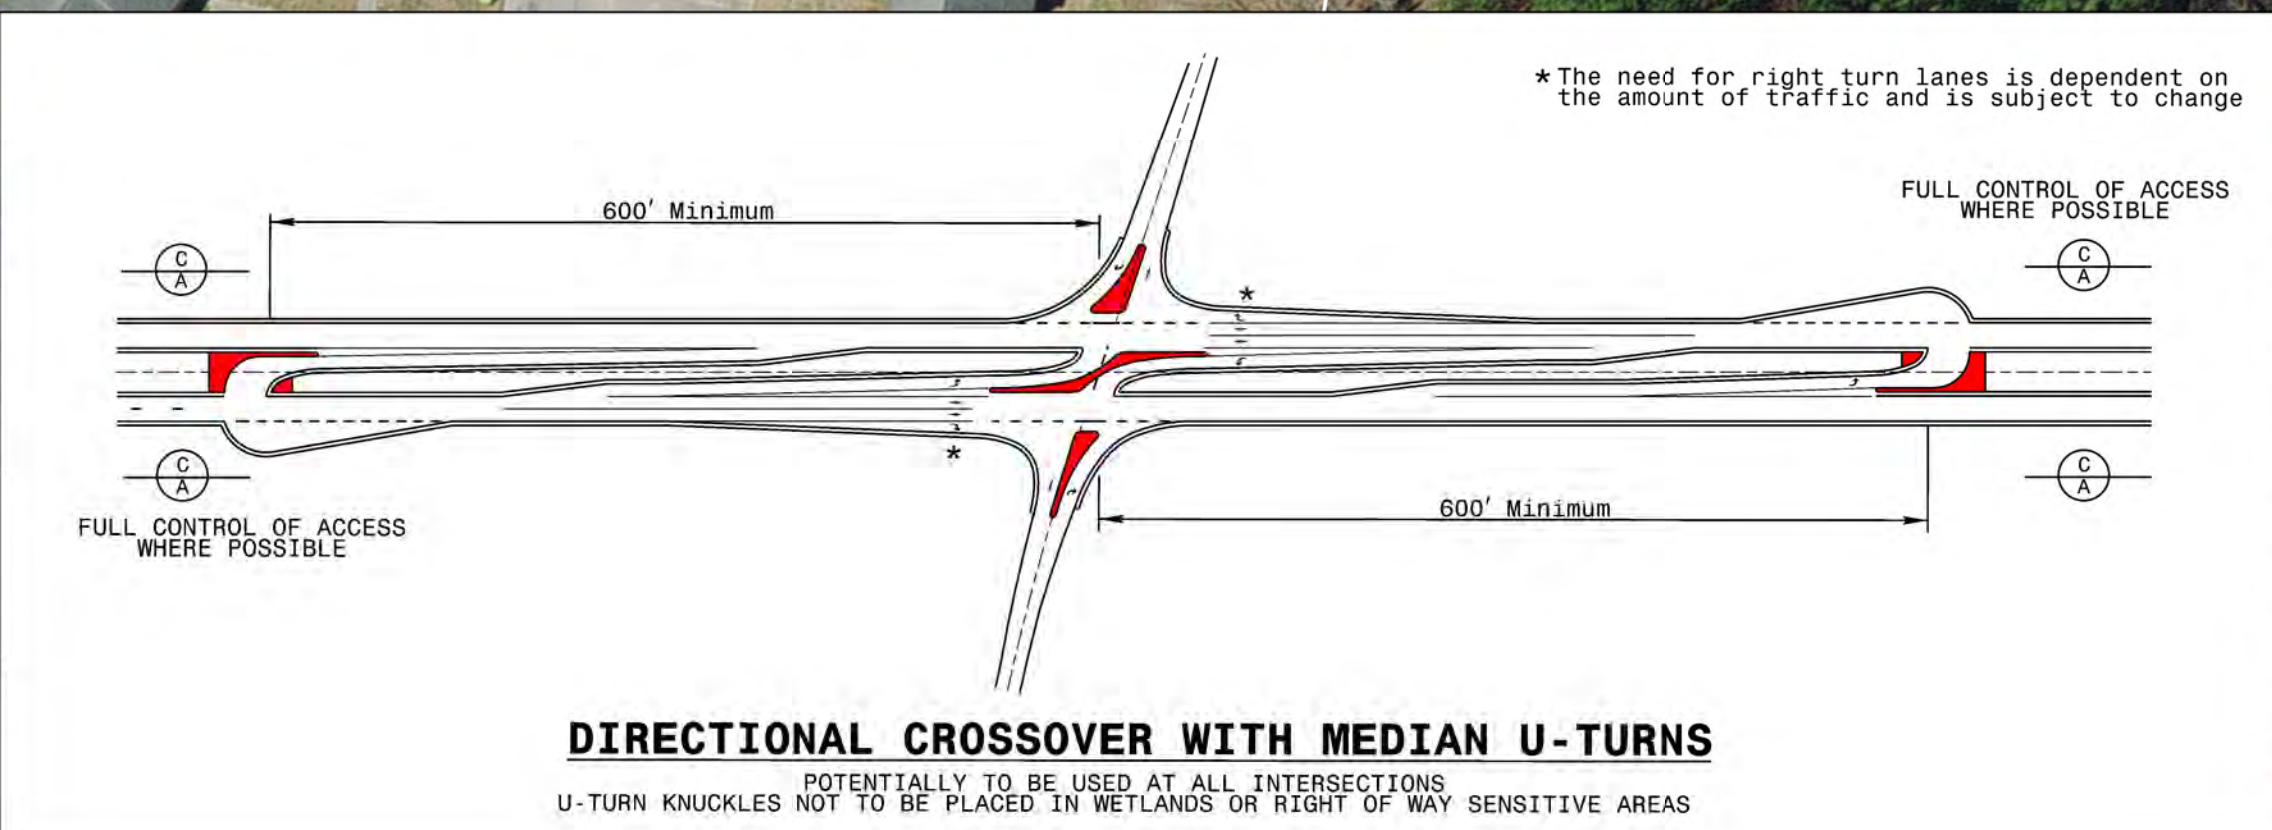 * The need for right turn lanes is dependent on
the amount of traffic and is subject to change
FULL CONTROL OF ACCESS
WHERE POSSIBLE
600' Minimum
C
A
C
A
*
*
C
A
C
A
600' Minimum
FULL CONTROL OF ACCESS
WHERE POSSIBLE
DIRECTIONAL CROSSOVER WITH MEDIAN U-TURNS
POTENTIALLY TO BE USED AT ALL INTERSECTIONS
U-TURN KNUCKLES NOT TO BE PLACED IN WETLANDS OR RIGHT OF WAY SENSITIVE AREAS